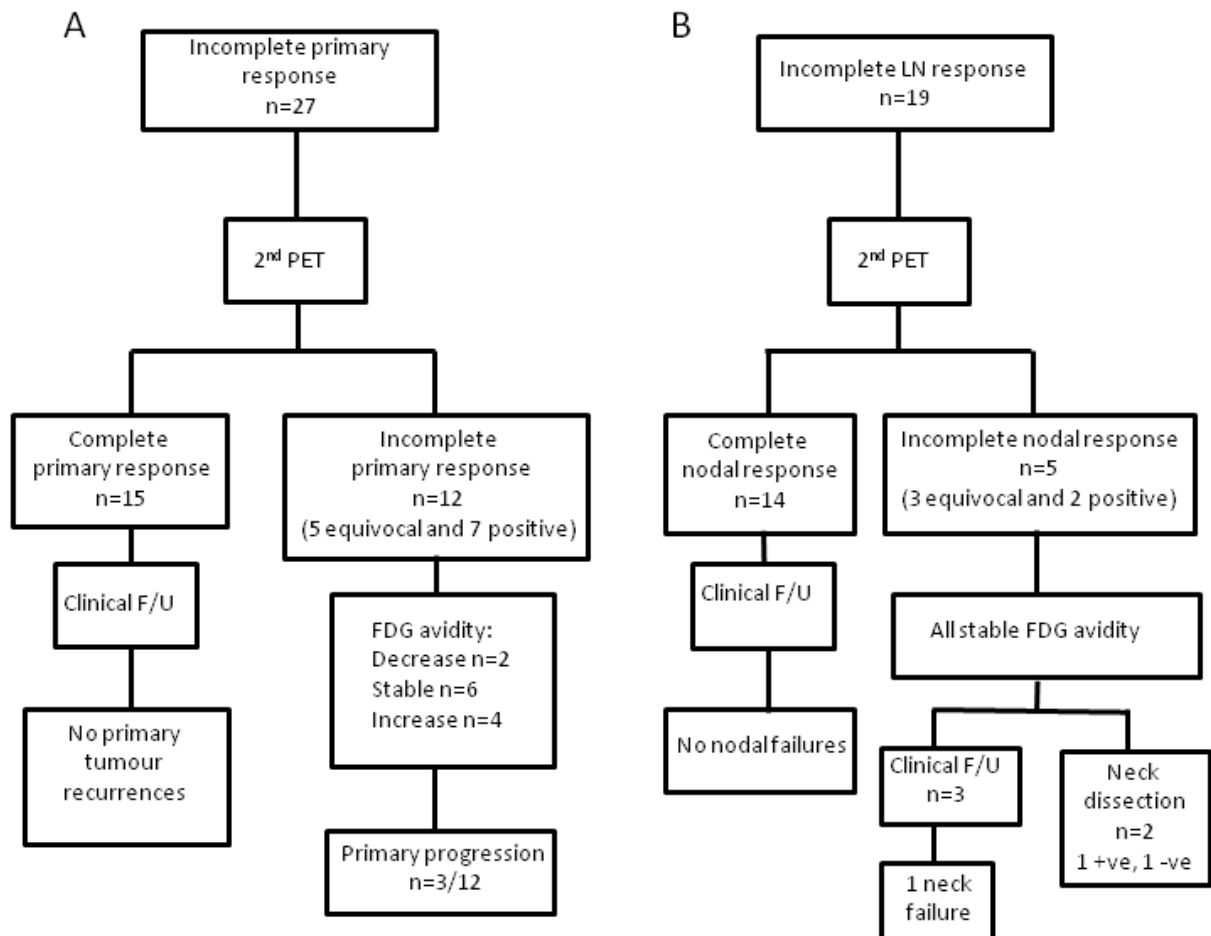 A
Incomplete primary
response
n=27
2nd PET
Complete
primary response
n=15
Incomplete
primary response
n=12
(5 equivocal and 7 positive)
Clinical F/U
FDG avidity:
Decrease n=2
Stable n=6
Increase n=4
No primary
tumour
recurrences
Primary progression
n=3/12
B
Incomplete LN response
n=19
2nd PET
Complete
nodal response
n=14
Incomplete nodal response
n=5
(3 equivocal and 2 positive)
Clinical F/U
All stable FDG avidity
No nodal failures
Clinical F/U
n=3
Neck
dissection
n=2
1 +ve, 1 -ve
1 neck
failure